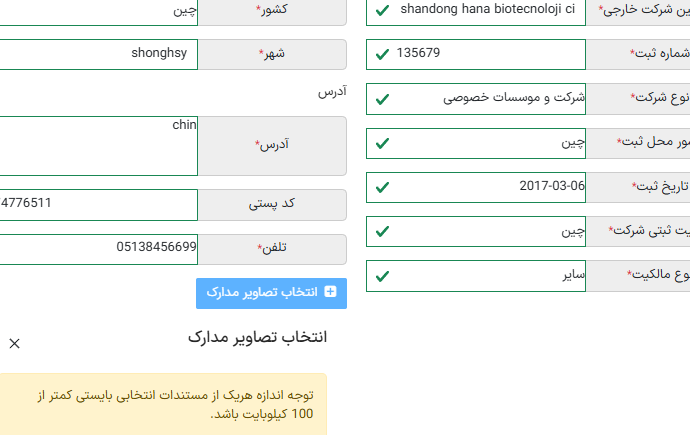 ین شرکت خارجی*
shandong hana biotecnoloji ci
شماره ثبت*
135679
نوع شرکت*
شرکت و موسسات خصوصی
ور محل ثبت*
چین
تاریخ ثبت*
2017-03-06
یت ثبتی شرکت*
چین
وع مالکیت*
سایر
کشور*
چین
شهر*
shonghsy
آدرس
آدرس*
chin
کد پستی
4776511
تلفن*
05138456699
انتخاب تصاویر مدارک
انتخاب تصاویر مدارک
توجه اندازه هریک از مستندات انتخابی بایستی کمتر از
100 کیلوبایت باشد.